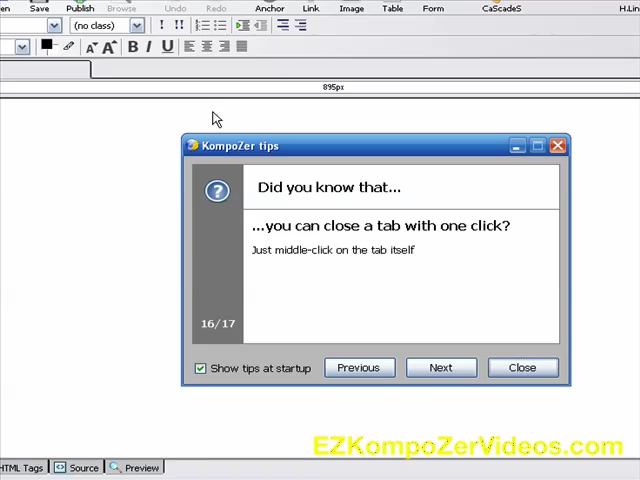 en Save Publish Browse Undo Redo Anchor Link Image Table Form CaScadeS H.Lin
(no class)
B I U
895px
KompoZer tips
Did you know that...
...you can close a tab with one click?
Just middle-click on the tab itself
16/17
Show tips at startup Previous Next Close
EZKompoZerVideos.com
HTML Tags Source Preview